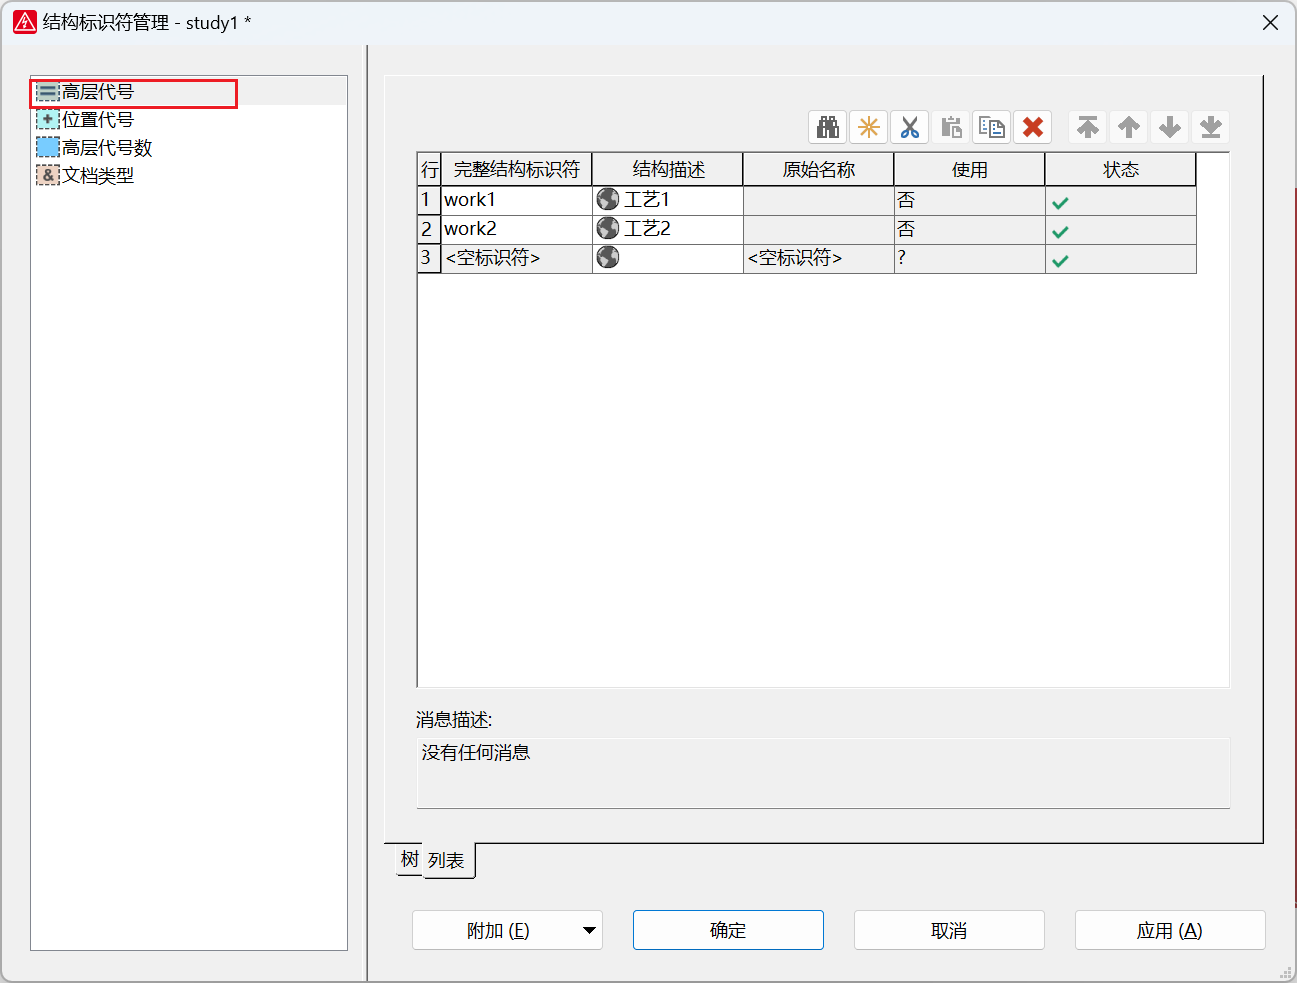 结构标识符管理 - study1 *
高层代号
位置代号
高层代号数
文档类型
行 完整结构标识符 结构描述 原始名称 使用 状态
1 work1 工艺1 否
2 work2 工艺2 否
3 <空标识符> <空标识符> ?
消息描述:
没有任何消息
树 列表
附加 (E) 确定 取消 应用 (A)